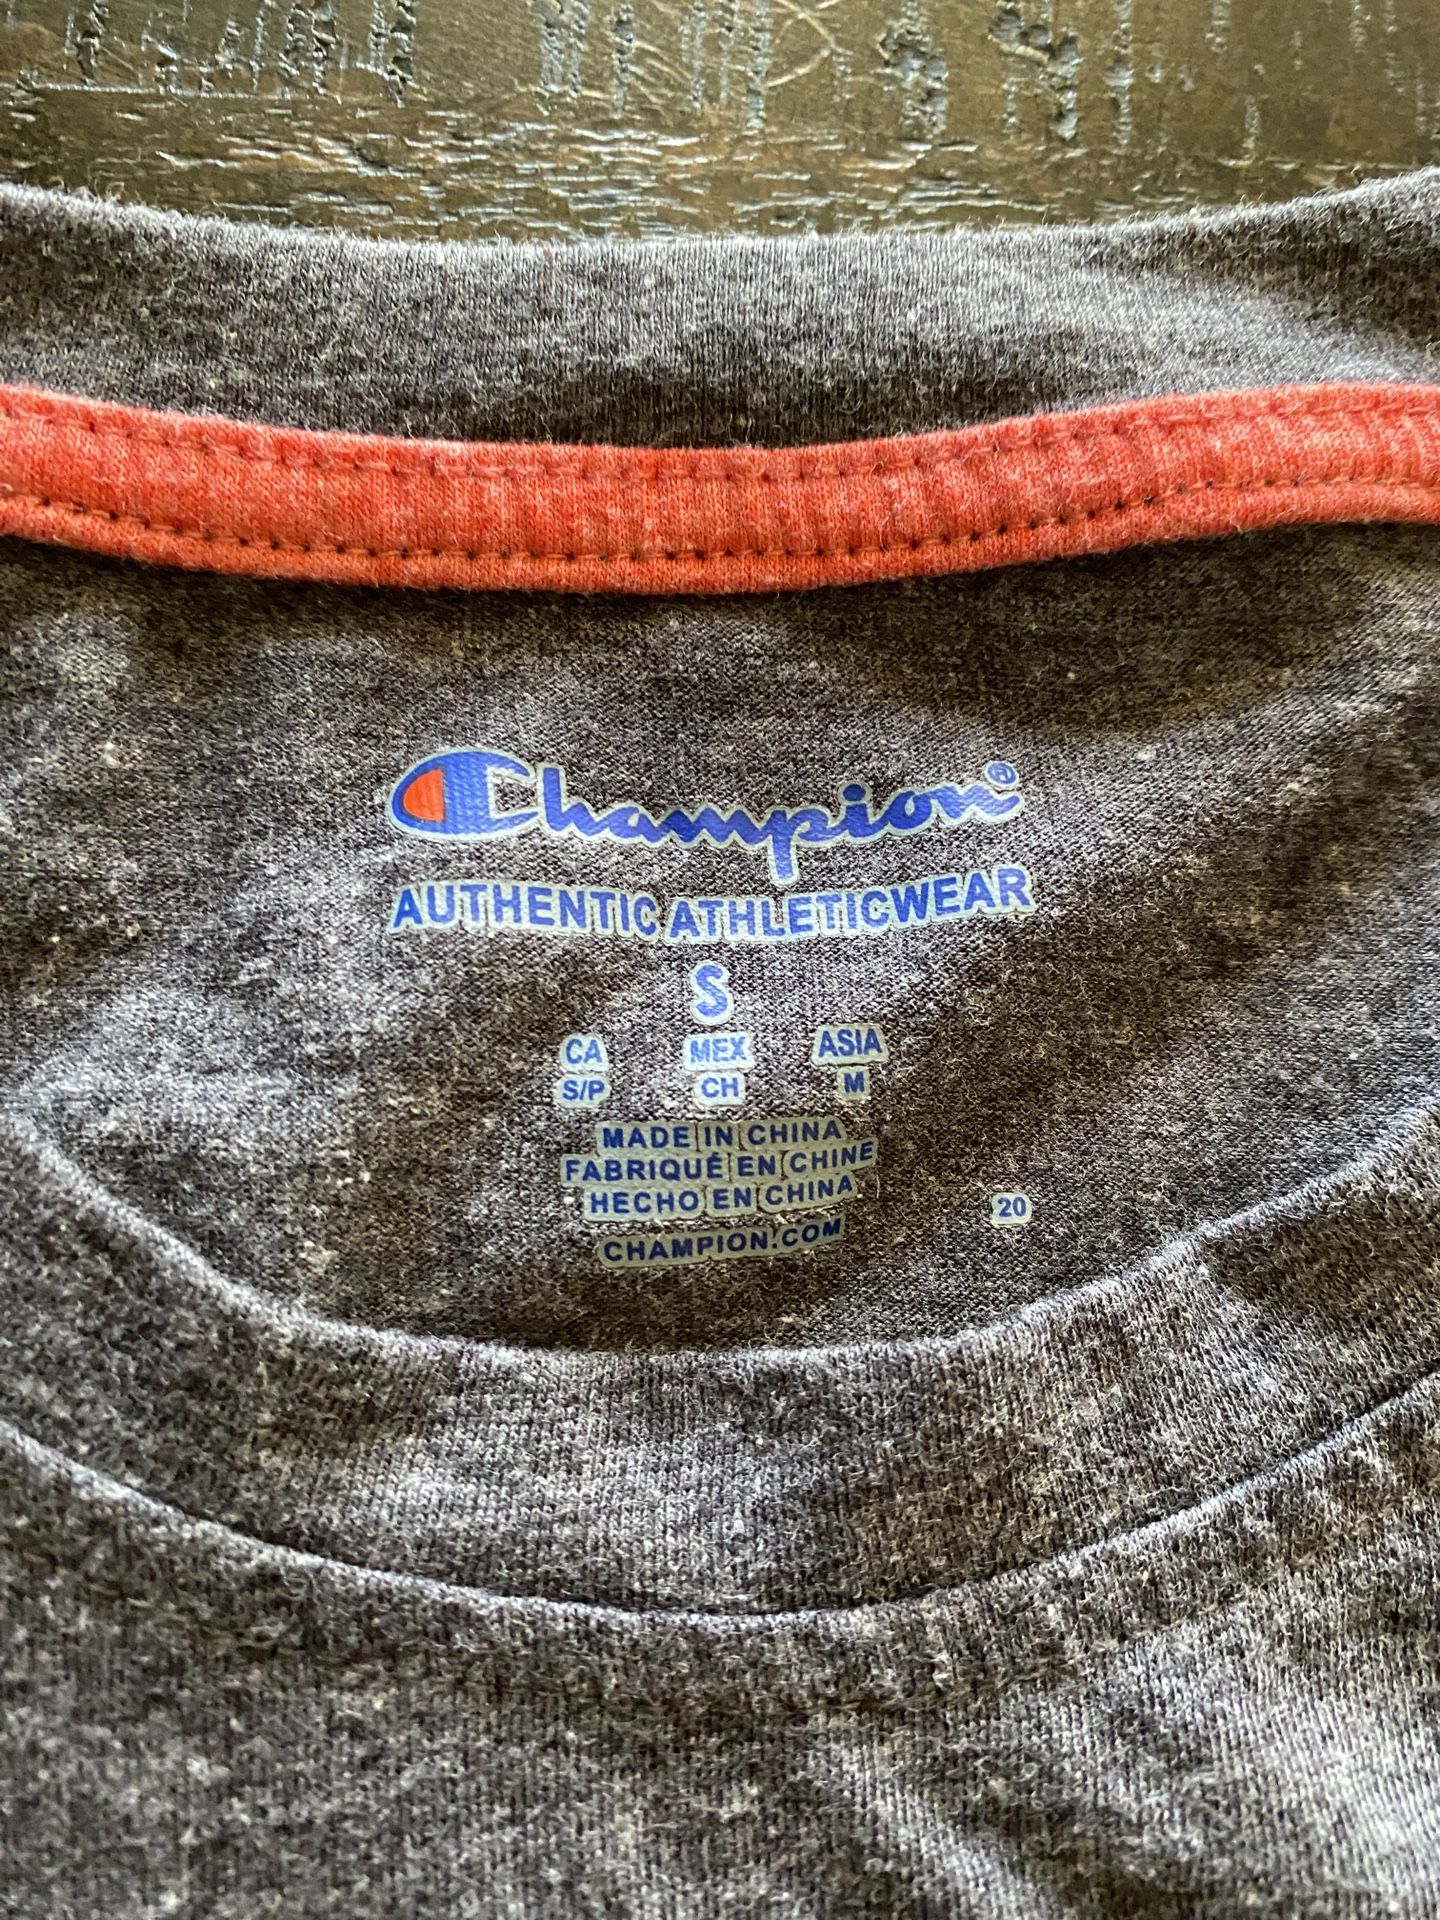 Champion®
AUTHENTIC ATHLETICWEAR
S
CA MEX ASIA
S/P CH M
MADE IN CHINA
FABRIQUÉ EN CHINE
HECHO EN CHINA
20
CHAMPION.COM